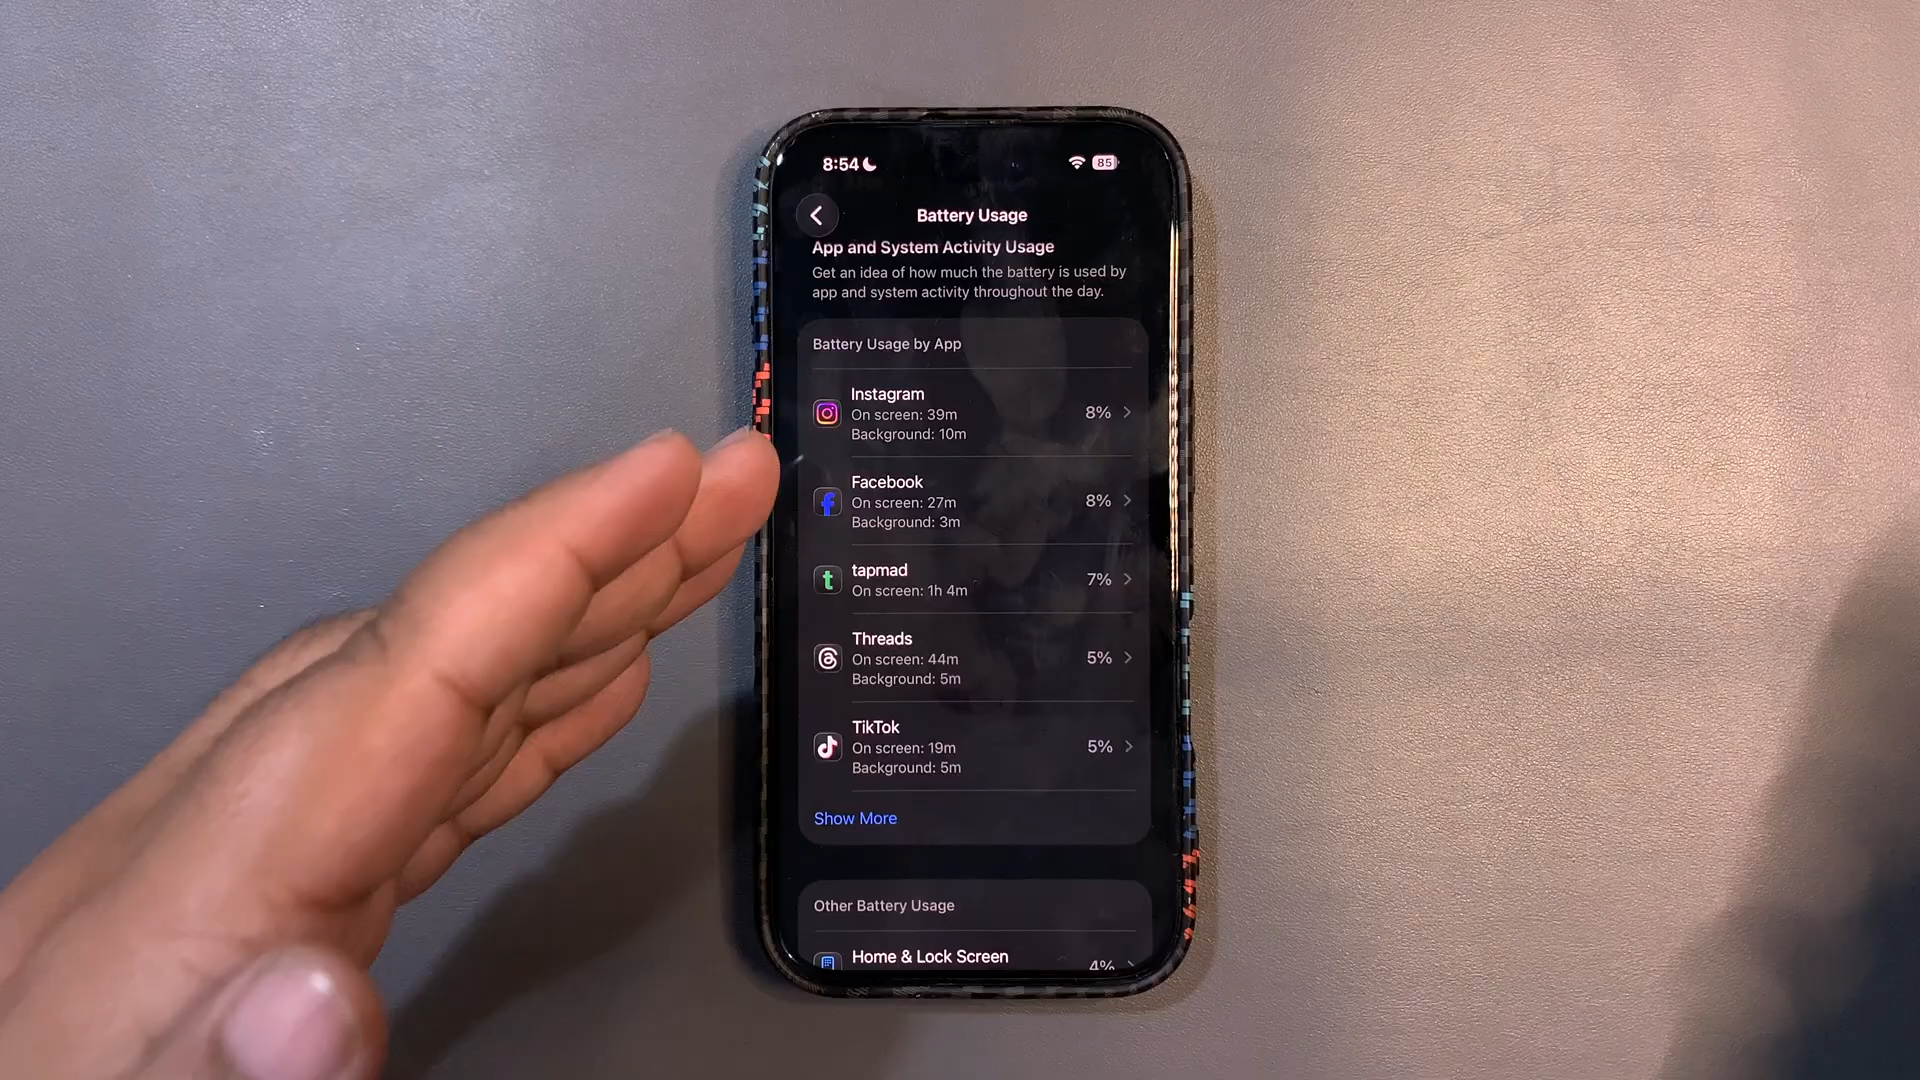 8:54
85
Battery Usage
App and System Activity Usage
Get an idea of how much the battery is used by
app and system activity throughout the day.
Battery Usage by App
Instagram
On screen: 39m
Background: 10m
8%
Facebook
On screen: 27m
Background: 3m
8%
tapmad
On screen: 1h 4m
7%
Threads
On screen: 44m
Background: 5m
5%
TikTok
On screen: 19m
Background: 5m
5%
Show More
Other Battery Usage
Home & Lock Screen
4%